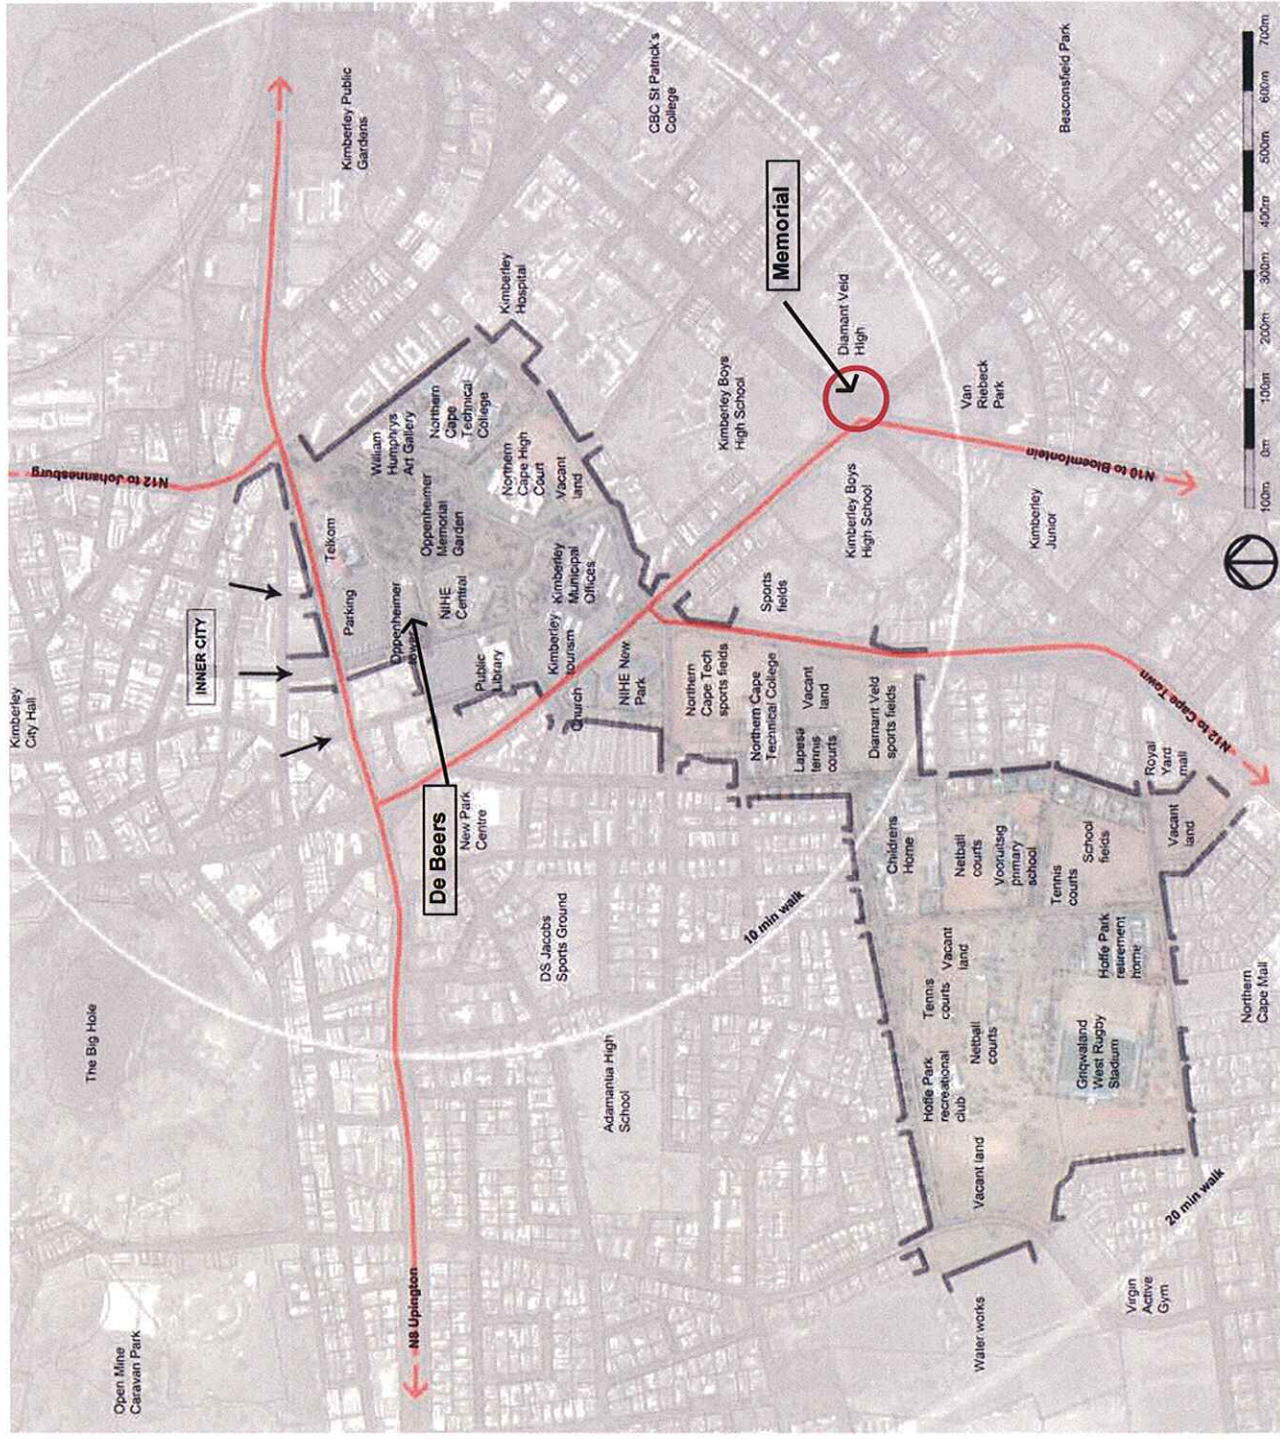 Kimberley
City Hall
INNER CITY
N12 to Johannesburg
Kimberley Public
Gardens
CBC St Patrick's
College
Beaconsfield Park
Telkom
Parking
William
Humphrys
Art Gallery
Northern
Cape
Technical
College
Kimberley
Hospital
Oppenheimer
Memorial
Garden
Northern
Cape High
Court
Vacant
land
Oppenheimer
tower
NIHE
Central
Kimberley
Municipal
Offices
Public
Library
Kimberley
tourism
Church
NIHE New
Park
De Beers
New Park
Centre
Memorial
Diamant Veld
High
Kimberley Boys
High School
Kimberley Boys
High School
Van
Riebeck
Park
N10 to Bloemfontein
Kimberley
Junior
Sports
fields
Northern
Cape Tech
sports fields
Northern Cape
Technical College
Lapesa
tennis
courts
Vacant
land
Diamant Veld
sports fields
N12 to Cape Town
Royal
Yard
mall
Vacant
land
Childrens
Home
Netball
courts
Vooruitsig
primary
school
Tennis
courts
School
fields
The Big Hole
DS Jacobs
Sports Ground
10 min walk
Adamantia High
School
Vacant
land
Tennis
courts
Netball
courts
Hoffe Park
retirement
home
Hoffe Park
recreational
club
Griqwaland
West Rugby
Stadium
Northern
Cape Mall
Vacant land
20 min walk
N8 Upington
Open Mine
Caravan Park
Water works
Virgin
Active
Gym
100m 0m 100m 200m 300m 400m 500m 600m 700m